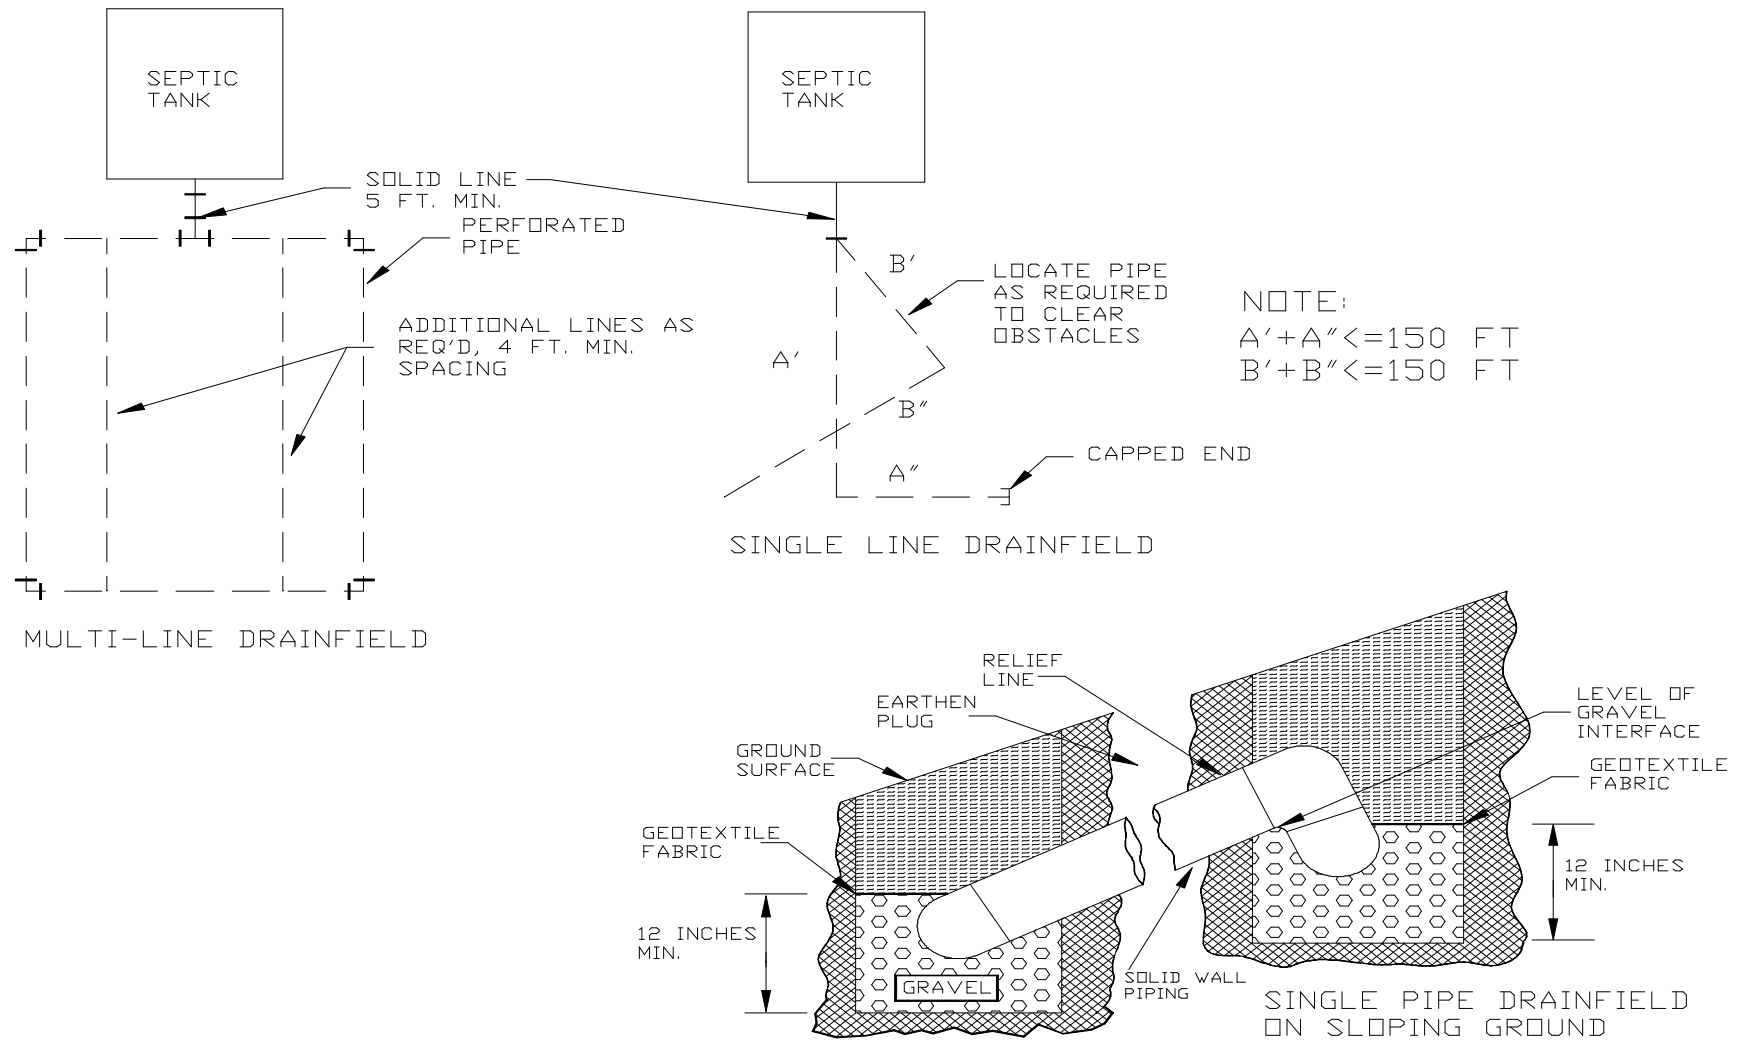 SEPTIC
TANK
SEPTIC
TANK
SOLID LINE
5 FT. MIN.
PERFORATED
PIPE
ADDITIONAL LINES AS
REQ'D, 4 FT. MIN.
SPACING
MULTI-LINE DRAINFIELD
B'
LOCATE PIPE
AS REQUIRED
TO CLEAR
OBSTACLES
A'
B"
A"
CAPPED END
SINGLE LINE DRAINFIELD
NOTE:
A'+A"<=150 FT
B'+B"<=150 FT
RELIEF
LINE
EARTHEN
PLUG
GROUND
SURFACE
GEOTEXTILE
FABRIC
12 INCHES
MIN.
GRAVEL
SOLID WALL
PIPING
LEVEL OF
GRAVEL
INTERFACE
GEOTEXTILE
FABRIC
12 INCHES
MIN.
SINGLE PIPE DRAINFIELD
ON SLOPING GROUND